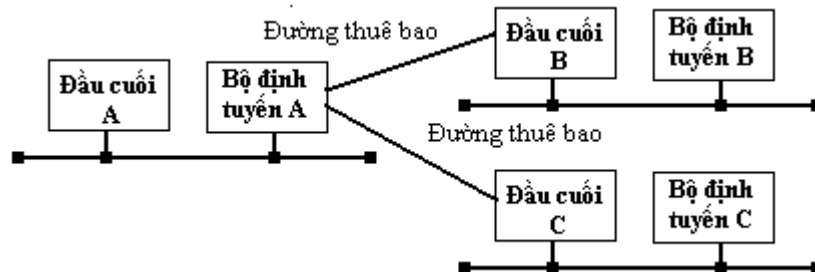 Đường thuê bao
Đầu cuối
B
Bộ định
tuyến B
Đầu cuối
A
Bộ định
tuyến A
Đường thuê bao
Đầu cuối
C
Bộ định
tuyến C